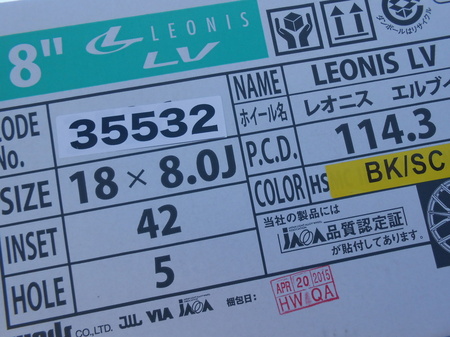 8" LEONIS
LV
ダンボールはリサイクル
CODE No. 35532
NAME LEONIS LV
ホイール名 レオニス エルブイ
SIZE 18×8.0J
P.C.D. 114.3
INSET 42
COLOR HS BK/SC
HOLE 5
当社の製品には
JAWA 品質認定証
が貼付してあります。
CO.,LTD. JWL VIA JAWA 梱包日:
APR 20 2015
HW QA